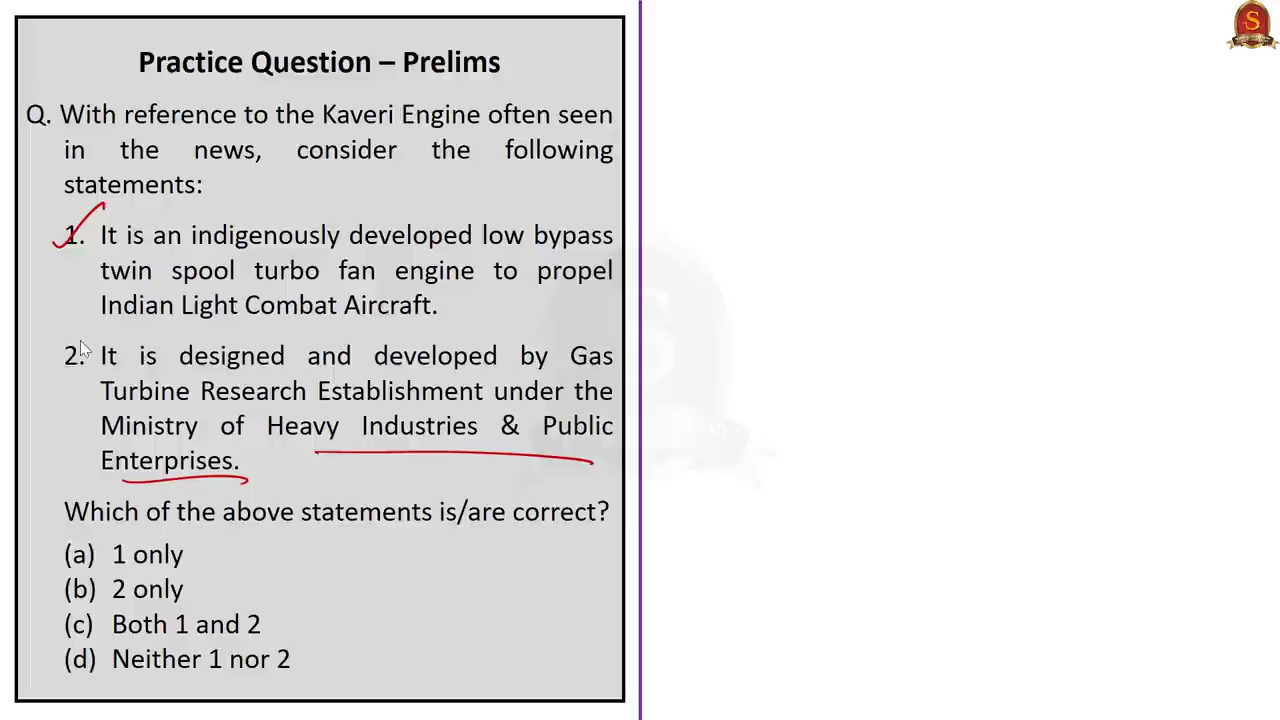 S
Practice Question – Prelims
Q. With reference to the Kaveri Engine often seen
in the news, consider the following
statements:
1. It is an indigenously developed low bypass
twin spool turbo fan engine to propel
Indian Light Combat Aircraft.
2. It is designed and developed by Gas
Turbine Research Establishment under the
Ministry of Heavy Industries & Public
Enterprises.
Which of the above statements is/are correct?
(a) 1 only
(b) 2 only
(c) Both 1 and 2
(d) Neither 1 nor 2